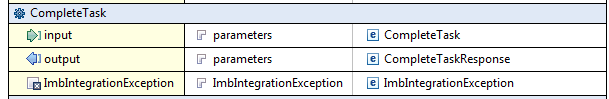 CompleteTask
input parameters CompleteTask
output parameters CompleteTaskResponse
ImbIntegrationException ImbIntegrationException ImbIntegrationException